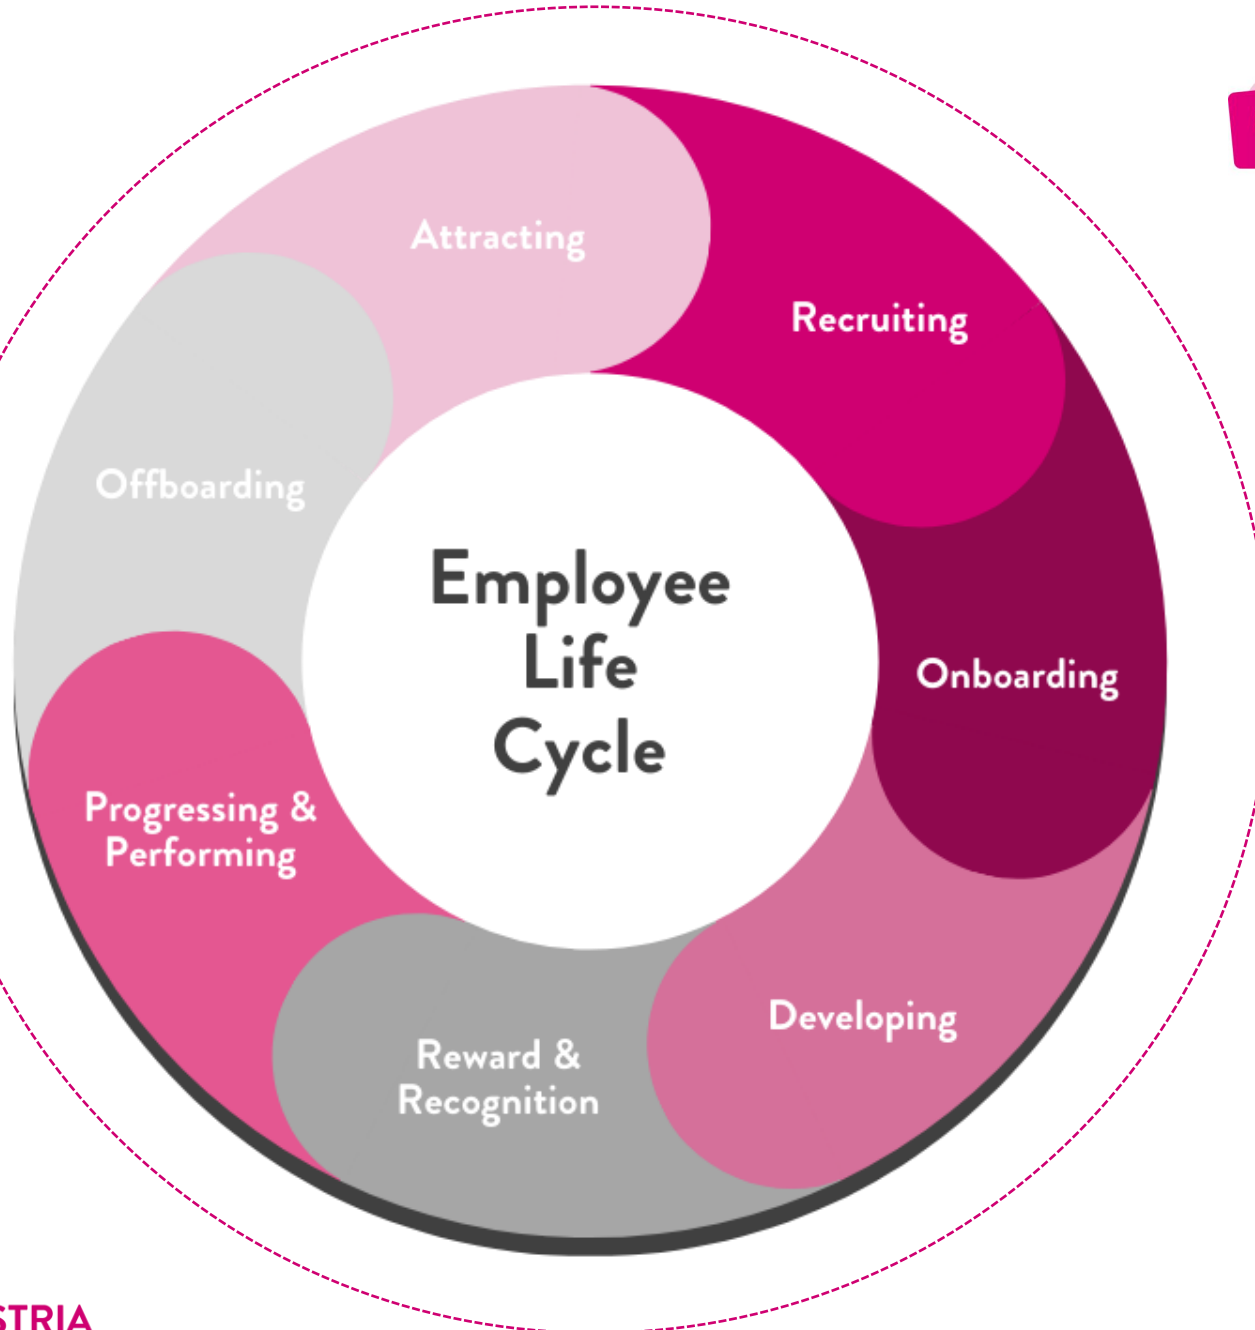 Attracting
Recruiting
Offboarding
Employee
Life
Cycle
Onboarding
Progressing &
Performing
Developing
Reward &
Recognition
STRIA